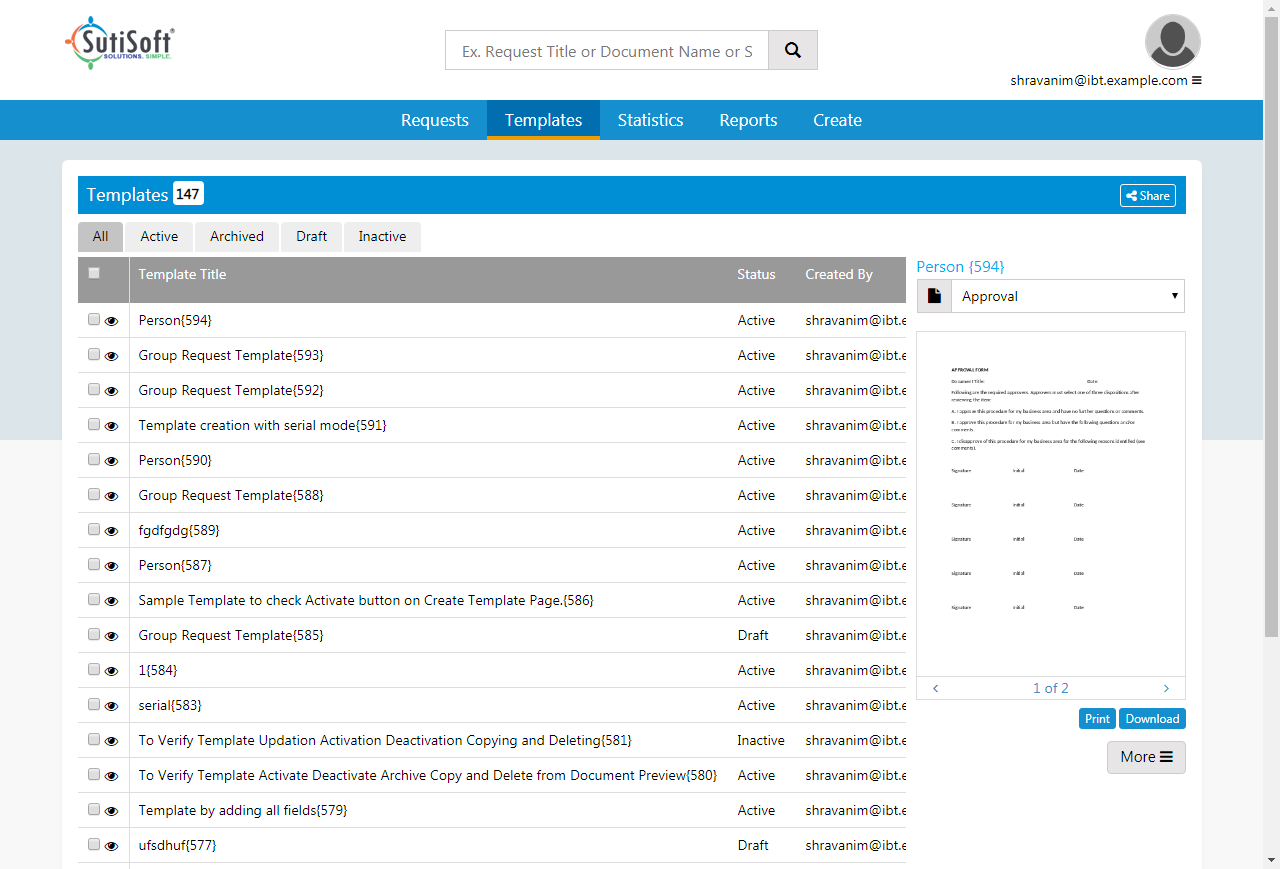 SutiSoft®
SOLUTIONS. SIMPLE.
Ex. Request Title or Document Name or S
shravanim@ibt.example.com
Requests Templates Statistics Reports Create
Templates 147
Share
All Active Archived Draft Inactive
Template Title Status Created By
Person{594} Active shravanim@ibt.e
Group Request Template{593} Active shravanim@ibt.e
Group Request Template{592} Active shravanim@ibt.e
Template creation with serial mode{591} Active shravanim@ibt.e
Person{590} Active shravanim@ibt.e
Group Request Template{588} Active shravanim@ibt.e
fgdfgdg{589} Active shravanim@ibt.e
Person{587} Active shravanim@ibt.e
Sample Template to check Activate button on Create Template Page.{586} Active shravanim@ibt.e
Group Request Template{585} Draft shravanim@ibt.e
1{584} Active shravanim@ibt.e
serial{583} Active shravanim@ibt.e
To Verify Template Updation Activation Deactivation Copying and Deleting{581} Inactive shravanim@ibt.e
To Verify Template Activate Deactivate Archive Copy and Delete from Document Preview{580} Active shravanim@ibt.e
Template by adding all fields{579} Active shravanim@ibt.e
ufsdhuf{577} Draft shravanim@ibt.e
Person {594}
Approval
APPROVAL FORM
Document Title: Date:
Following are the required approvers. Approvers must select one of three dispositions after
reviewing the item:
A. I approve this procedure for my business area and have no further questions or comments.
B. I approve this procedure for my business area but have the following questions and/or
comments.
C. I disapprove of this procedure for my business area for the following reasons identified (see
comments).
Signature Initial Date
Signature Initial Date
Signature Initial Date
Signature Initial Date
Signature Initial Date
1 of 2
Print Download
More